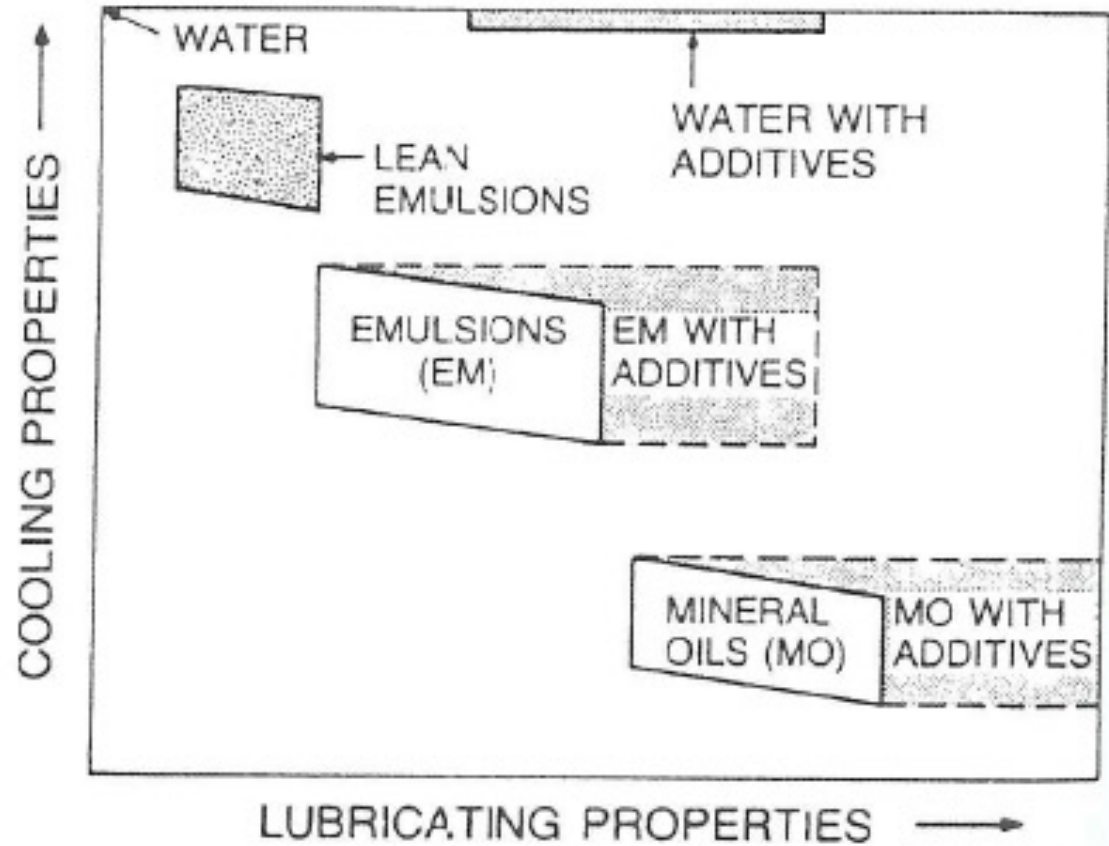 WATER
WATER WITH
ADDITIVES
LEAN
EMULSIONS
EMULSIONS
(EM)
EM WITH
ADDITIVES
MINERAL
OILS (MO)
MO WITH
ADDITIVES
COOLING PROPERTIES
LUBRICATING PROPERTIES